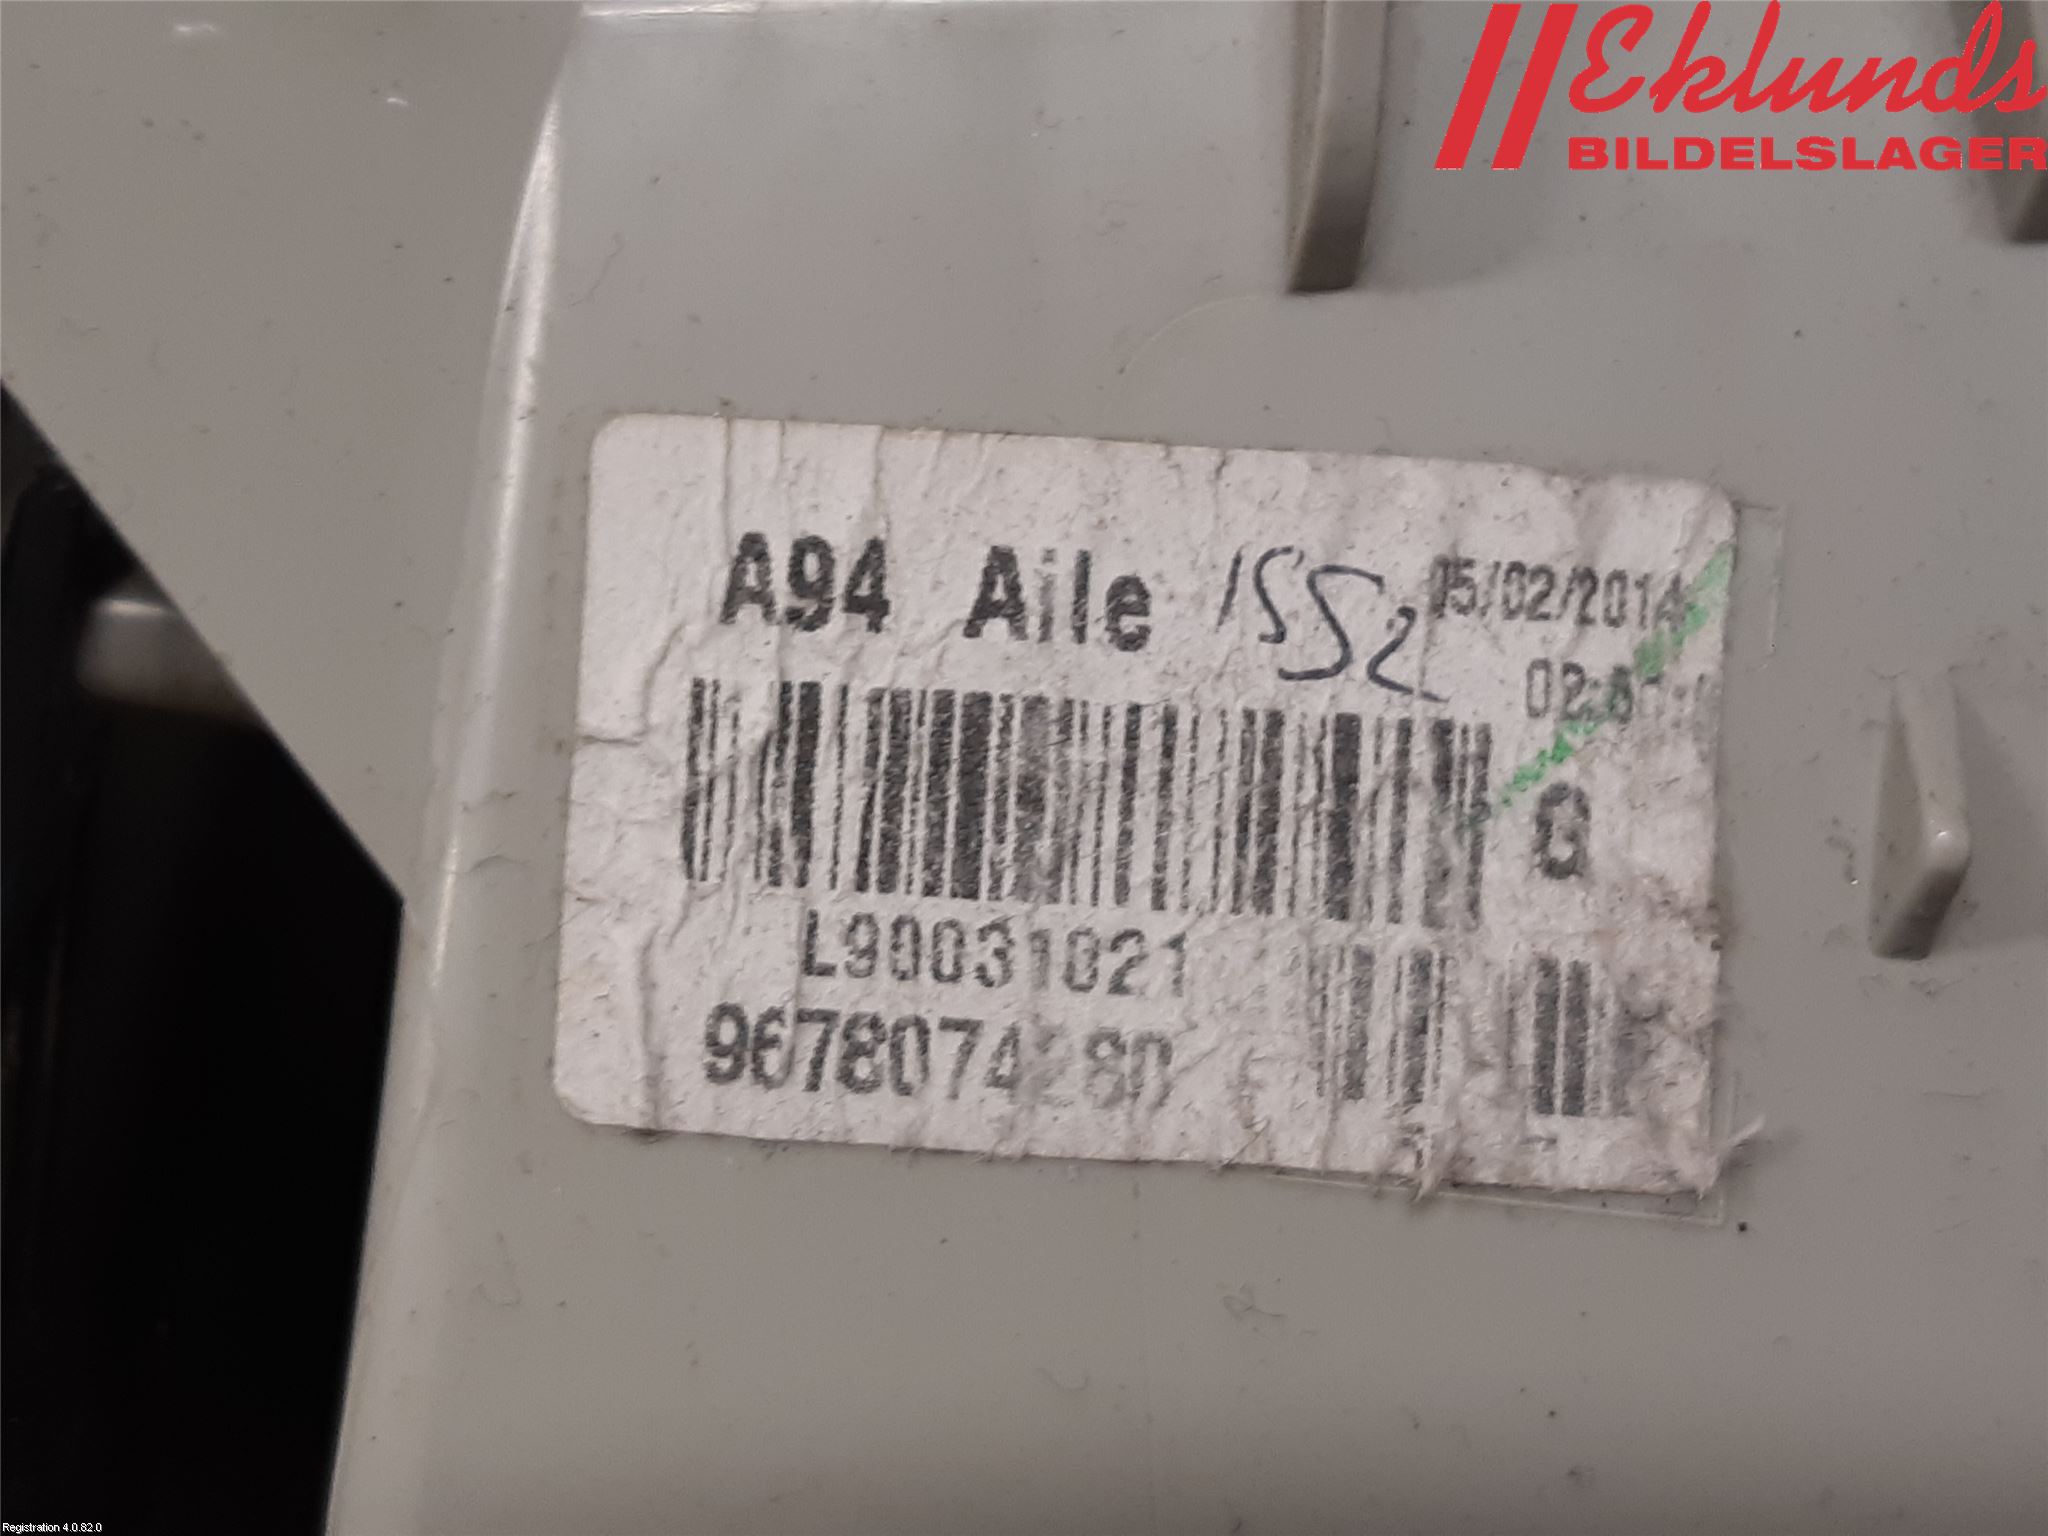 Eklunds
BILDELSLAGER
A94 Aile 1552 05/02/2014
G
L90031021
Registration 4.0.82.0